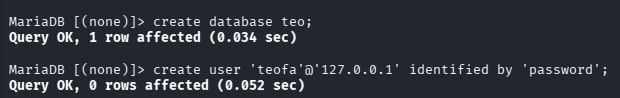 MariaDB [(none)]> create database teo;
Query OK, 1 row affected (0.034 sec)
MariaDB [(none)]> create user 'teofa'@'127.0.0.1' identified by 'password';
Query OK, 0 rows affected (0.052 sec)